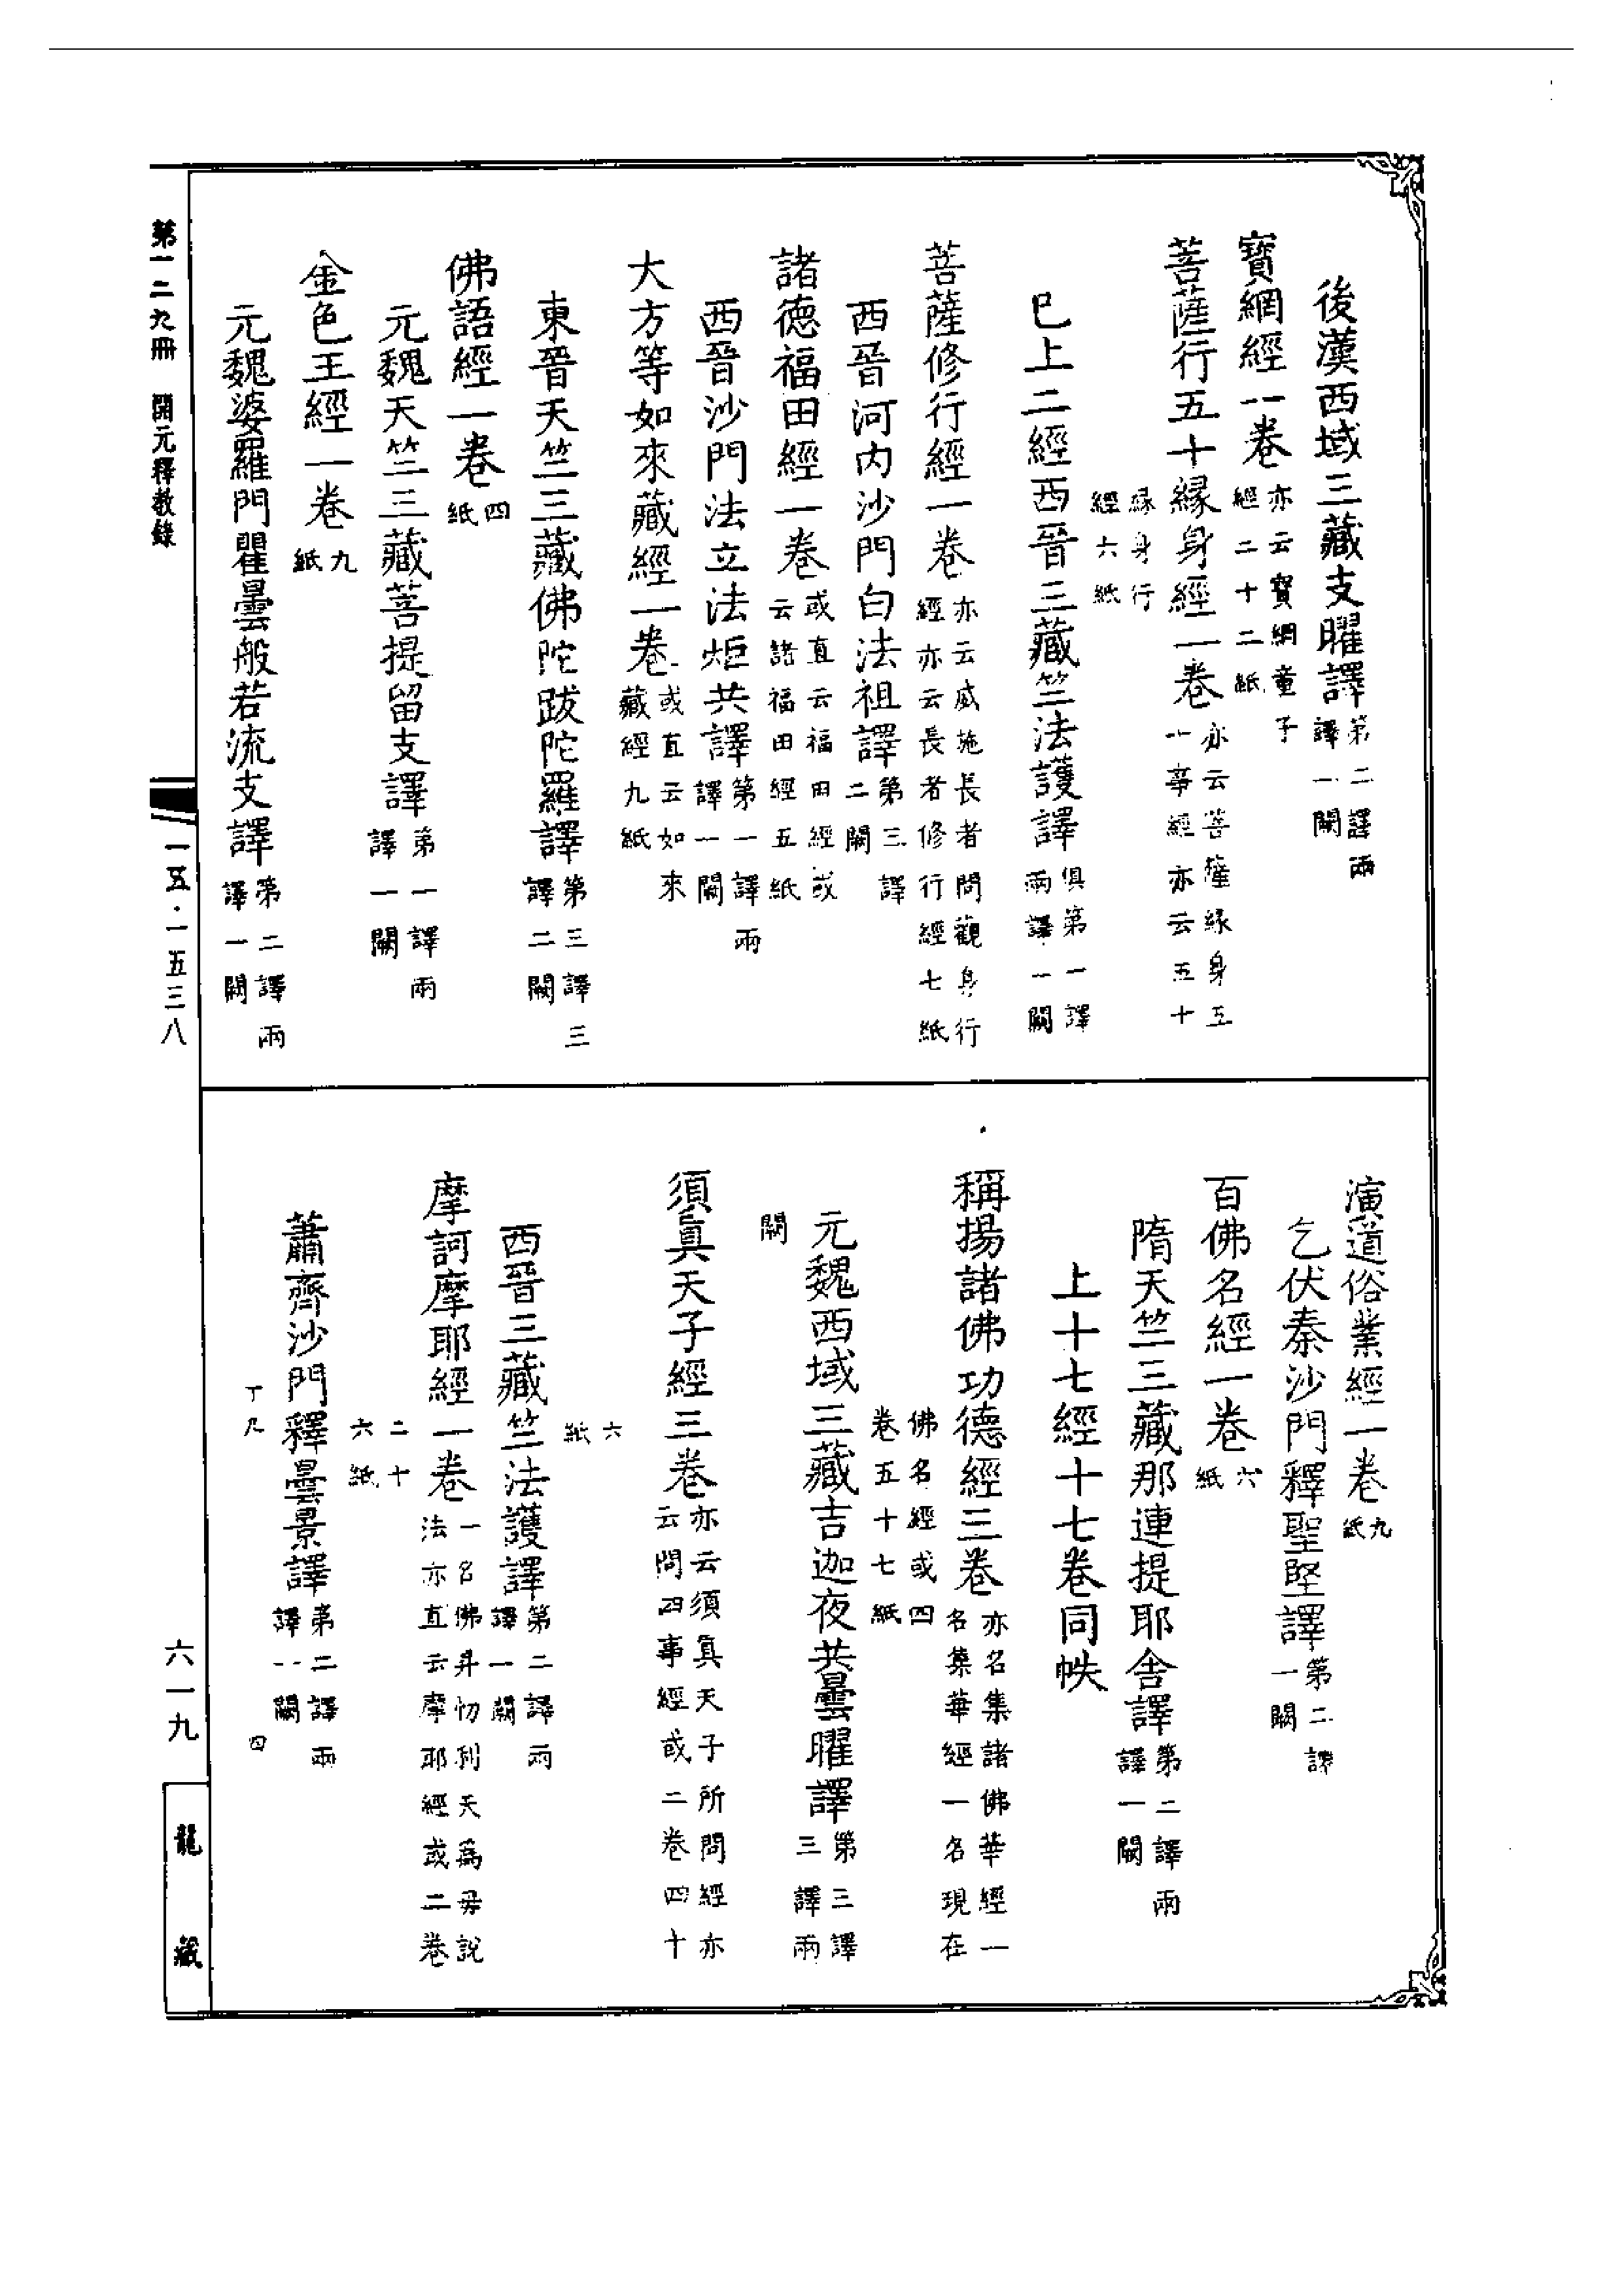 後漢西域三藏支曜譯第二譯兩譯一闕
寶網經一卷亦云寶網童子經二十二紙
菩薩行五十緣身經一卷亦云菩薩緣身五十事經亦云五十緣身行經六紙
已上二經西晉三藏竺法護譯俱第一譯兩譯一闕
菩薩修行經一卷亦云威施長者問觀身行經亦云長者修行經七紙
西晉河內沙門白法祖譯第三譯二闕
諸德福田經一卷或直云福田經或云諸福田經五紙
西晉沙門法立法炬共譯第一譯兩譯一闕
大方等如來藏經一卷或直云如來藏經九紙
東晉天竺三藏佛陀跋陀羅譯第三譯三譯二闕
佛語經一卷四紙
元魏天竺三藏菩提留支譯第一譯兩譯一闕
金色王經一卷九紙
元魏婆羅門瞿曇般若流支譯第二譯兩譯一闕
演道俗業經一卷九紙
乞伏秦沙門釋聖堅譯第二譯一闕
百佛名經一卷六紙
隋天竺三藏那連提耶舍譯第二譯兩譯一闕
上十七經十七卷同帙
稱揚諸佛功德經三卷亦名集諸佛華經一名集華經一名現在佛名經或四卷五十七紙
元魏西域三藏吉迦夜共曇曜譯第三譯三譯兩闕
須真天子經三卷亦云須真天子所問經亦云問四事經或二卷四十六紙
西晉三藏竺法護譯第二譯兩譯一闕
摩訶摩耶經一卷一名佛昇忉利天為母說法亦直云摩耶經或二卷二十六紙
蕭齊沙門釋曇景譯第二譯兩譯一闕
四
第一二九冊 開元釋教錄
一五·一五三八
六一九
龍藏